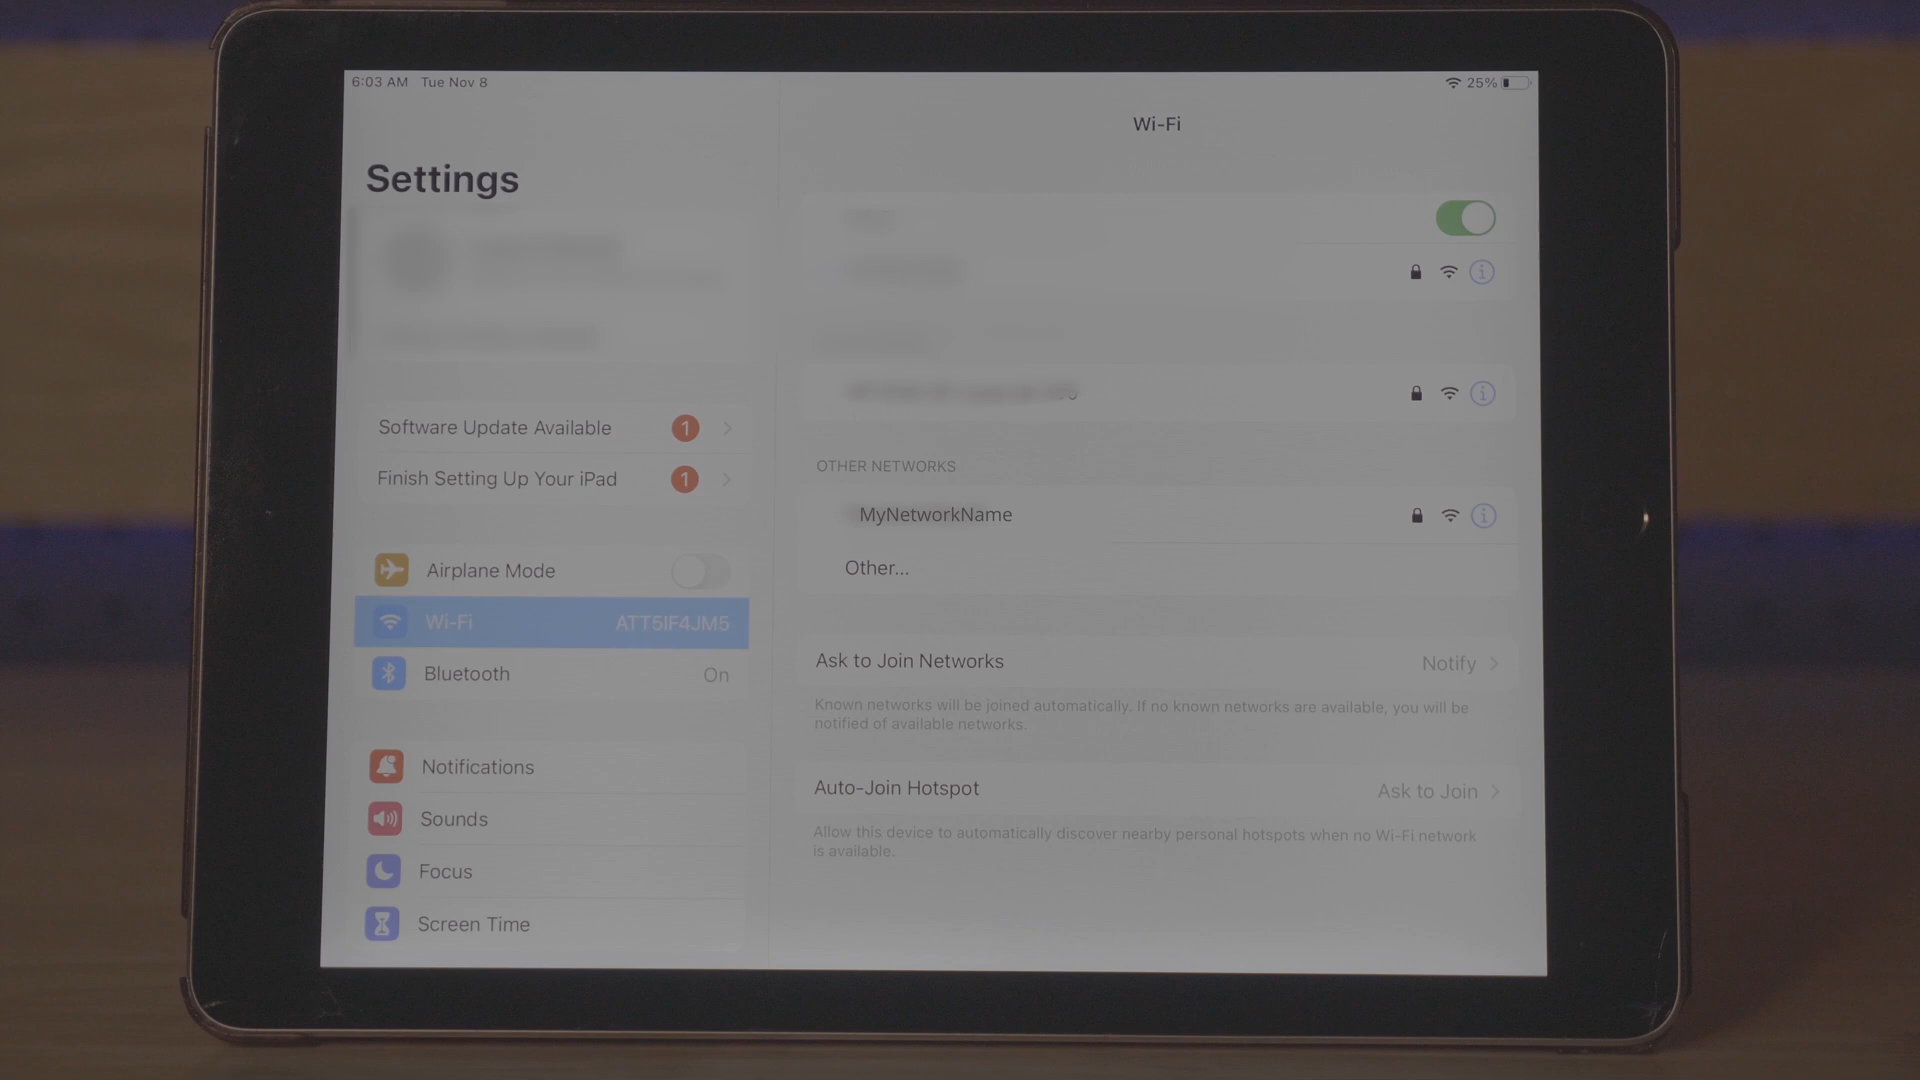 6:03 AM Tue Nov 8
25%
Settings
Wi-Fi
Software Update Available 1
Finish Setting Up Your iPad 1
Airplane Mode
Wi-Fi ATT5IF4JM5
Bluetooth On
Notifications
Sounds
Focus
Screen Time
OTHER NETWORKS
MyNetworkName
Other...
Ask to Join Networks Notify
Known networks will be joined automatically. If no known networks are available, you will be
notified of available networks.
Auto-Join Hotspot Ask to Join
Allow this device to automatically discover nearby personal hotspots when no Wi-Fi network
is available.